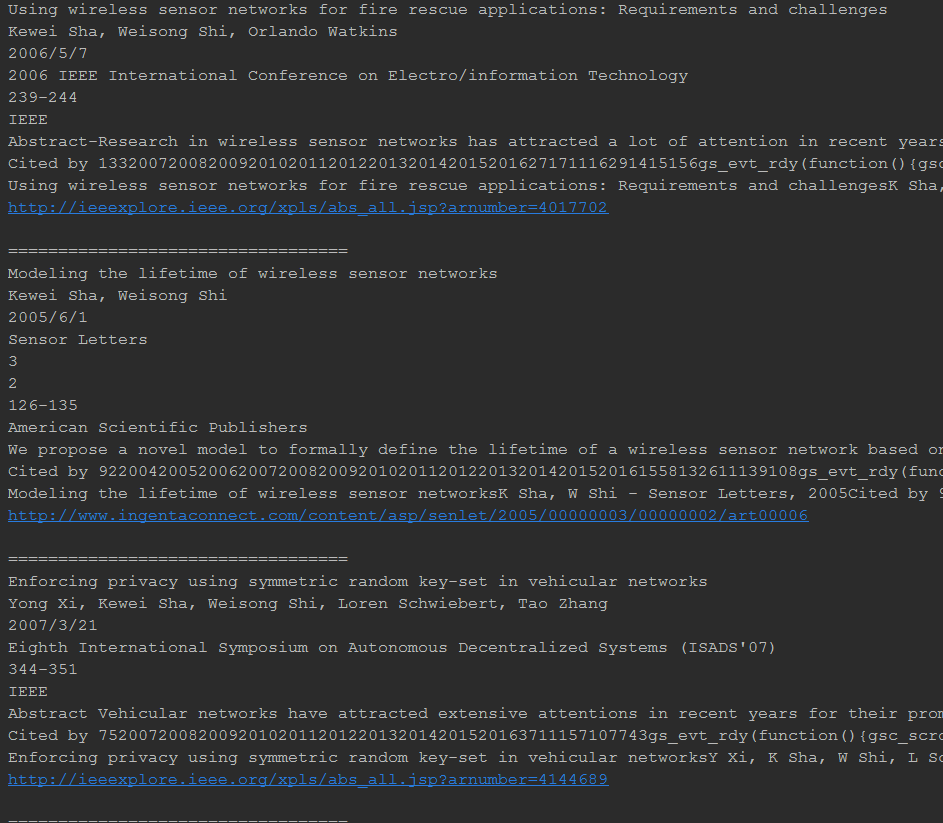 Using wireless sensor networks for fire rescue applications: Requirements and challenges
Kewei Sha, Weisong Shi, Orlando Watkins
2006/5/7
2006 IEEE International Conference on Electro/information Technology
239-244
IEEE
Abstract-Research in wireless sensor networks has attracted a lot of attention in recent years
Cited by 13320072008200920102011201220132014201520162717111629141515​6gs_evt_rdy(function(){gsc
Using wireless sensor networks for fire rescue applications: Requirements and challengesK Sha,
http://ieeexplore.ieee.org/xpls/abs_all.jsp?arnumber=4017702
==================================
Modeling the lifetime of wireless sensor networks
Kewei Sha, Weisong Shi
2005/6/1
Sensor Letters
3
2
126-135
American Scientific Publishers
We propose a novel model to formally define the lifetime of a wireless sensor network based on
Cited by 92200420052006200720082009201020112012201320142015201615581326111391​08gs_evt_rdy(func
Modeling the lifetime of wireless sensor networksK Sha, W Shi - Sensor Letters, 2005Cited by 9
http://www.ingentaconnect.com/content/asp/senlet/2005/00000003/00000002/art00006
==================================
Enforcing privacy using symmetric random key-set in vehicular networks
Yong Xi, Kewei Sha, Weisong Shi, Loren Schwiebert, Tao Zhang
2007/3/21
Eighth International Symposium on Autonomous Decentralized Systems (ISADS'07)
344-351
IEEE
Abstract Vehicular networks have attracted extensive attentions in recent years for their prom
Cited by 7520072008200920102011201220132014201520163711157107743gs_evt_rdy(function(){gsc_scro
Enforcing privacy using symmetric random key-set in vehicular networksY Xi, K Sha, W Shi, L Sc
http://ieeexplore.ieee.org/xpls/abs_all.jsp?arnumber=4144689
==================================